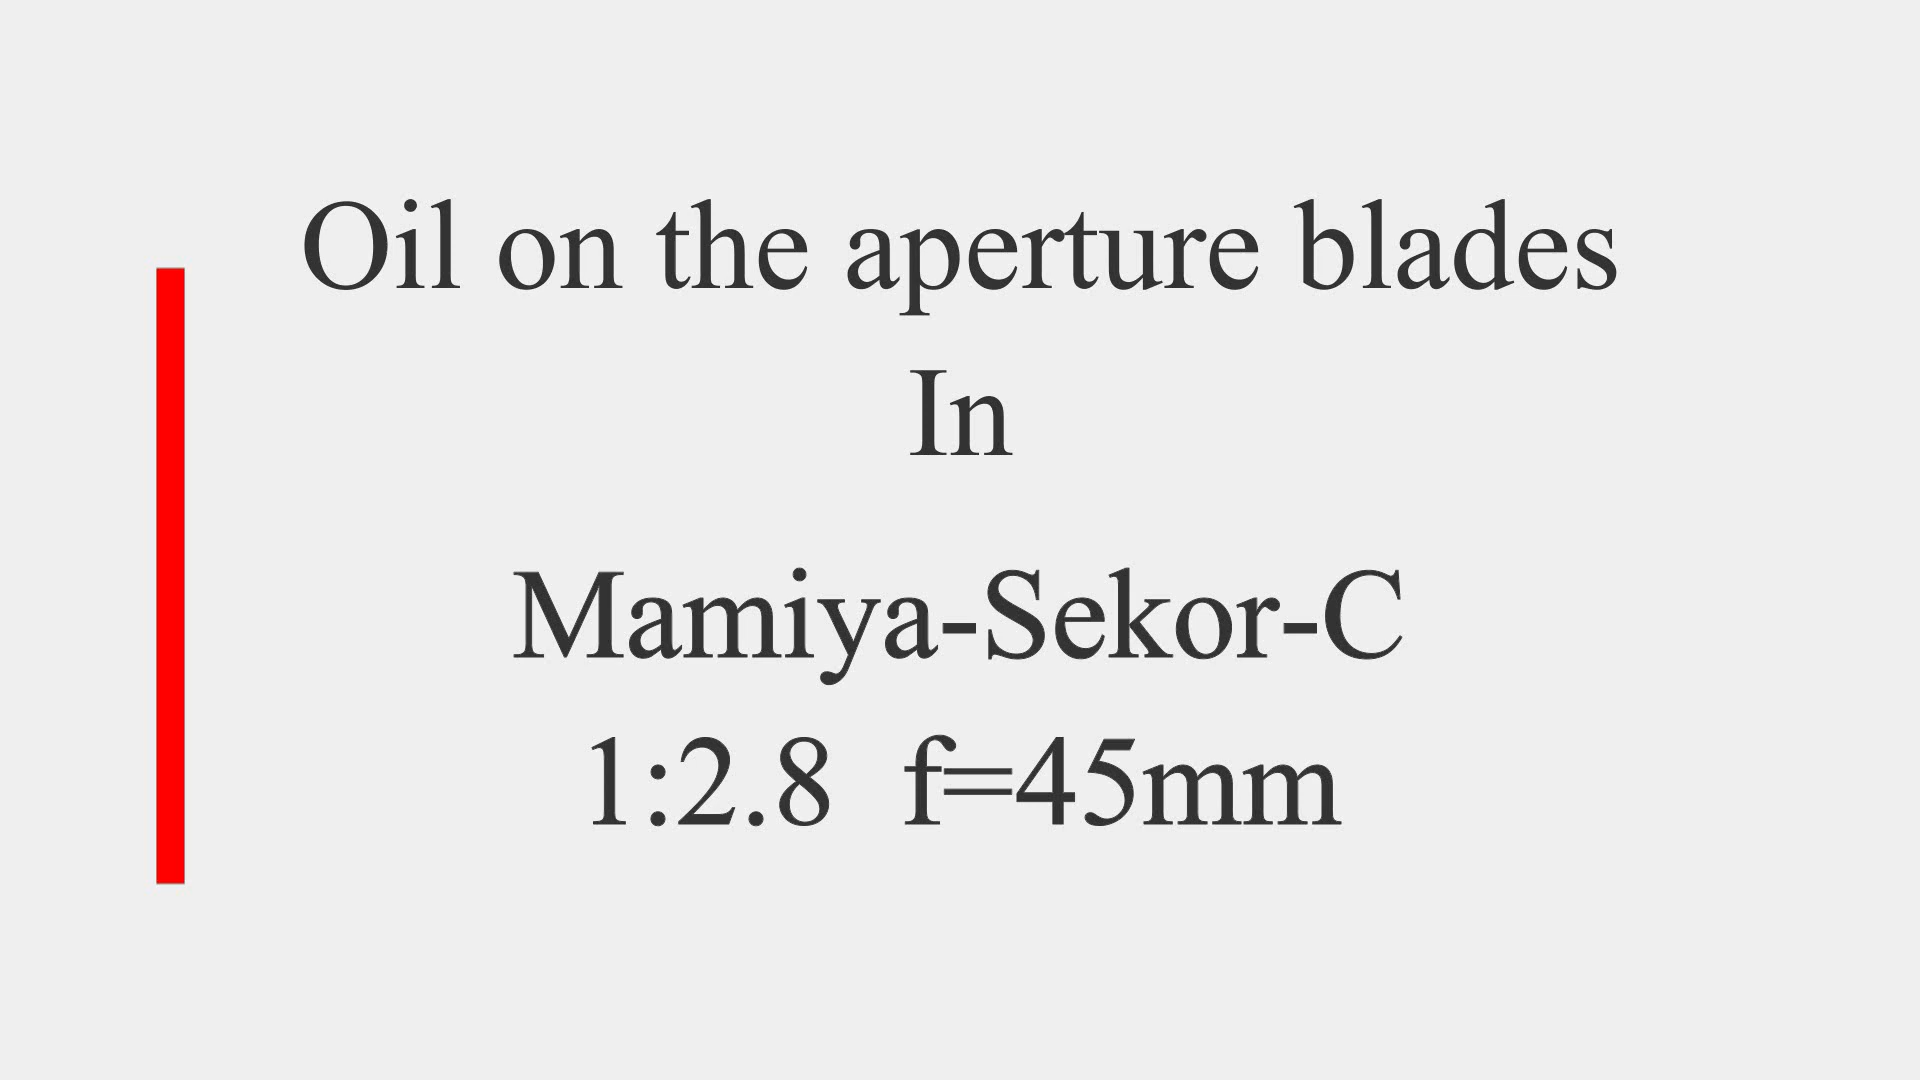 Oil on the aperture blades
In
Mamiya-Sekor-C
1:2.8 f=45mm